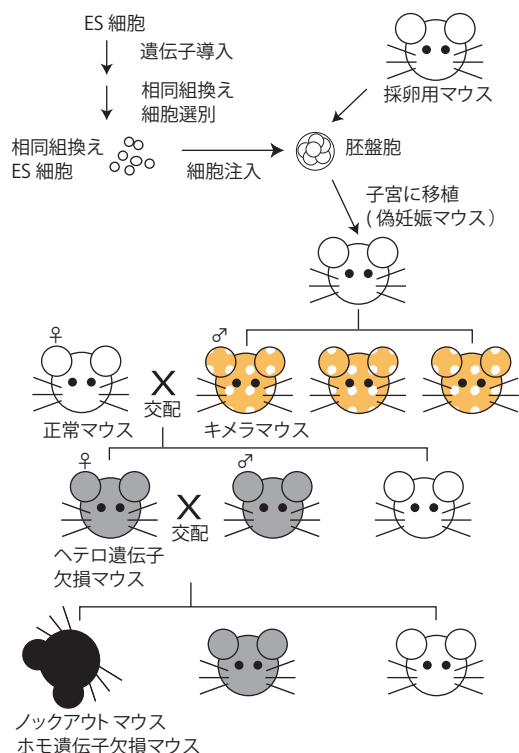 ES 細胞
遺伝子導入
相同組換え
細胞選別
採卵用マウス
相同組換え
ES 細胞
細胞注入
胚盤胞
子宮に移植
( 偽妊娠マウス )
♀
♂
正常マウス
交配
キメラマウス
♀
♂
交配
ヘテロ遺伝子
欠損マウス
ノックアウト マウス
ホモ遺伝子欠損マウス